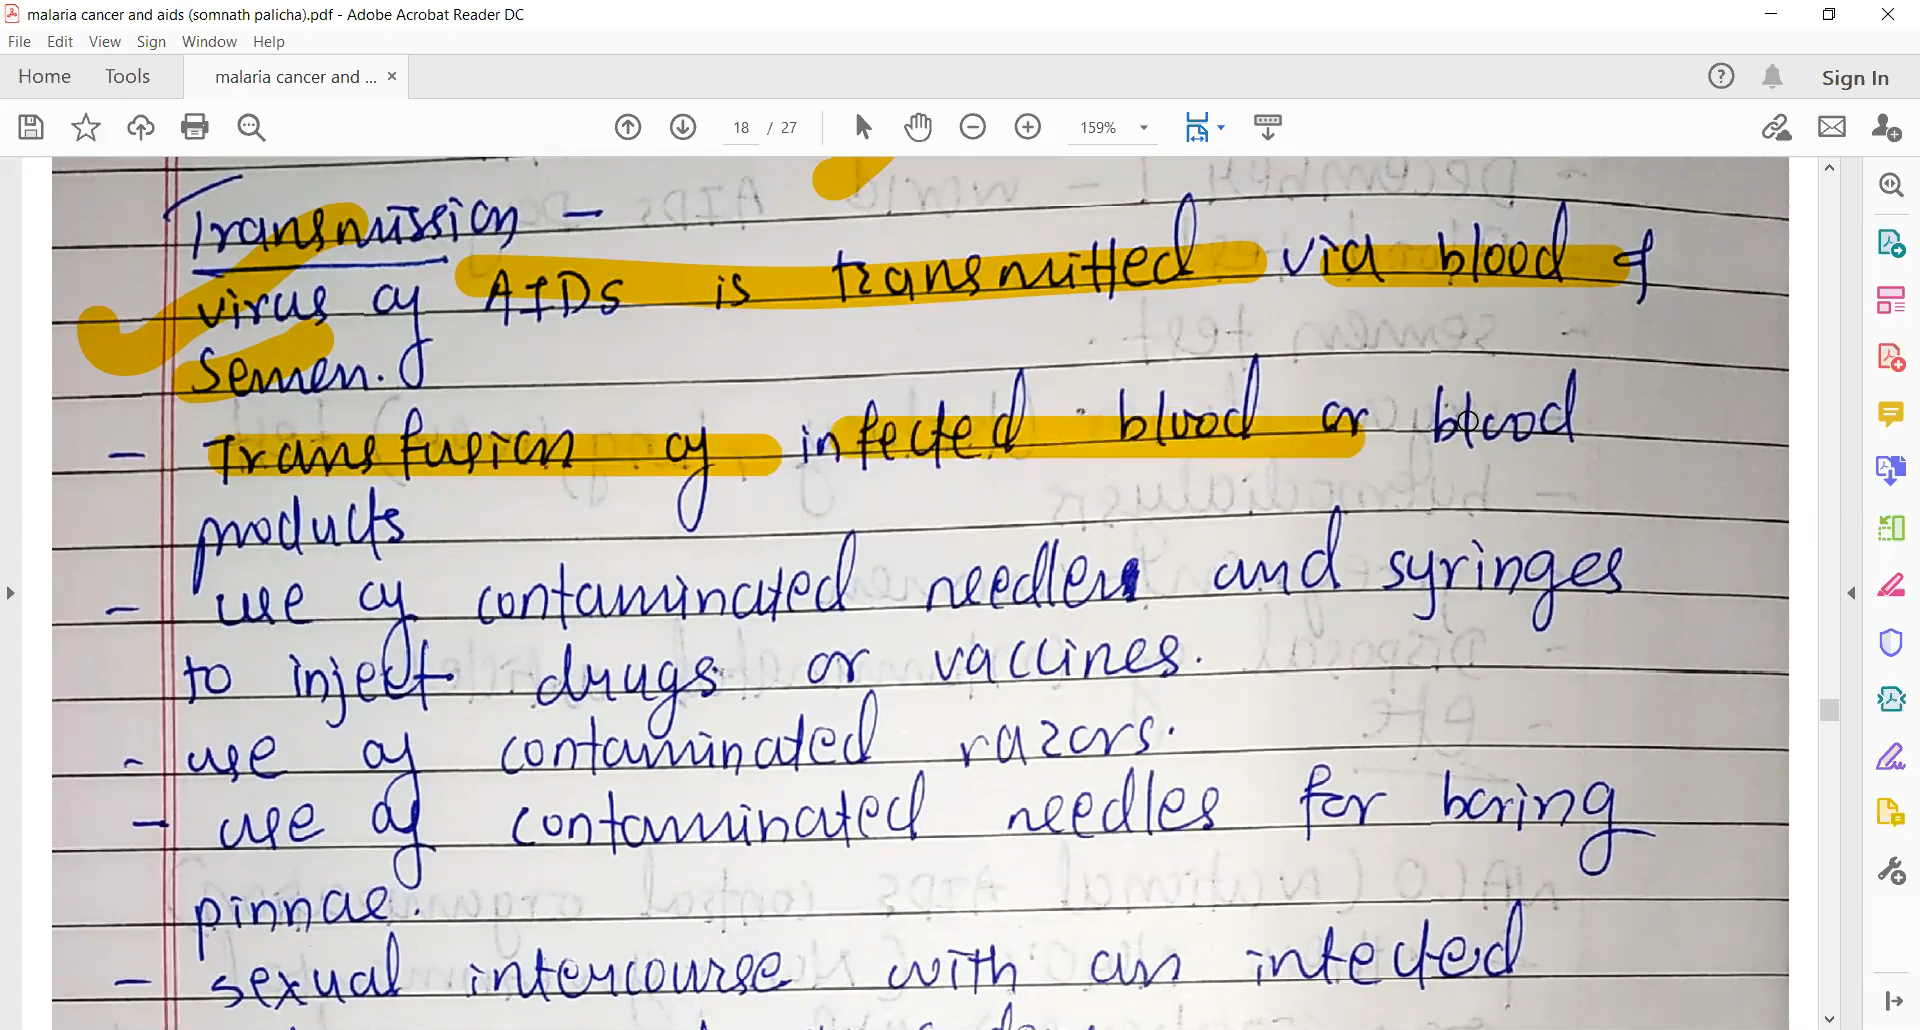 malaria cancer and aids (somnath palicha).pdf - Adobe Acrobat Reader DC
File Edit View Sign Window Help
Home Tools malaria cancer and ... × Sign In
18 / 27 159%
Transmission -
virus of AIDs is transmitted via blood &
semen.
- Transfusion of infected blood or blood
products
- use of contaminated needles and syringes
to inject drugs or vaccines.
- use of contaminated razors.
- use of contaminated needles for boring
pinnae.
- sexual intercourse with an infected